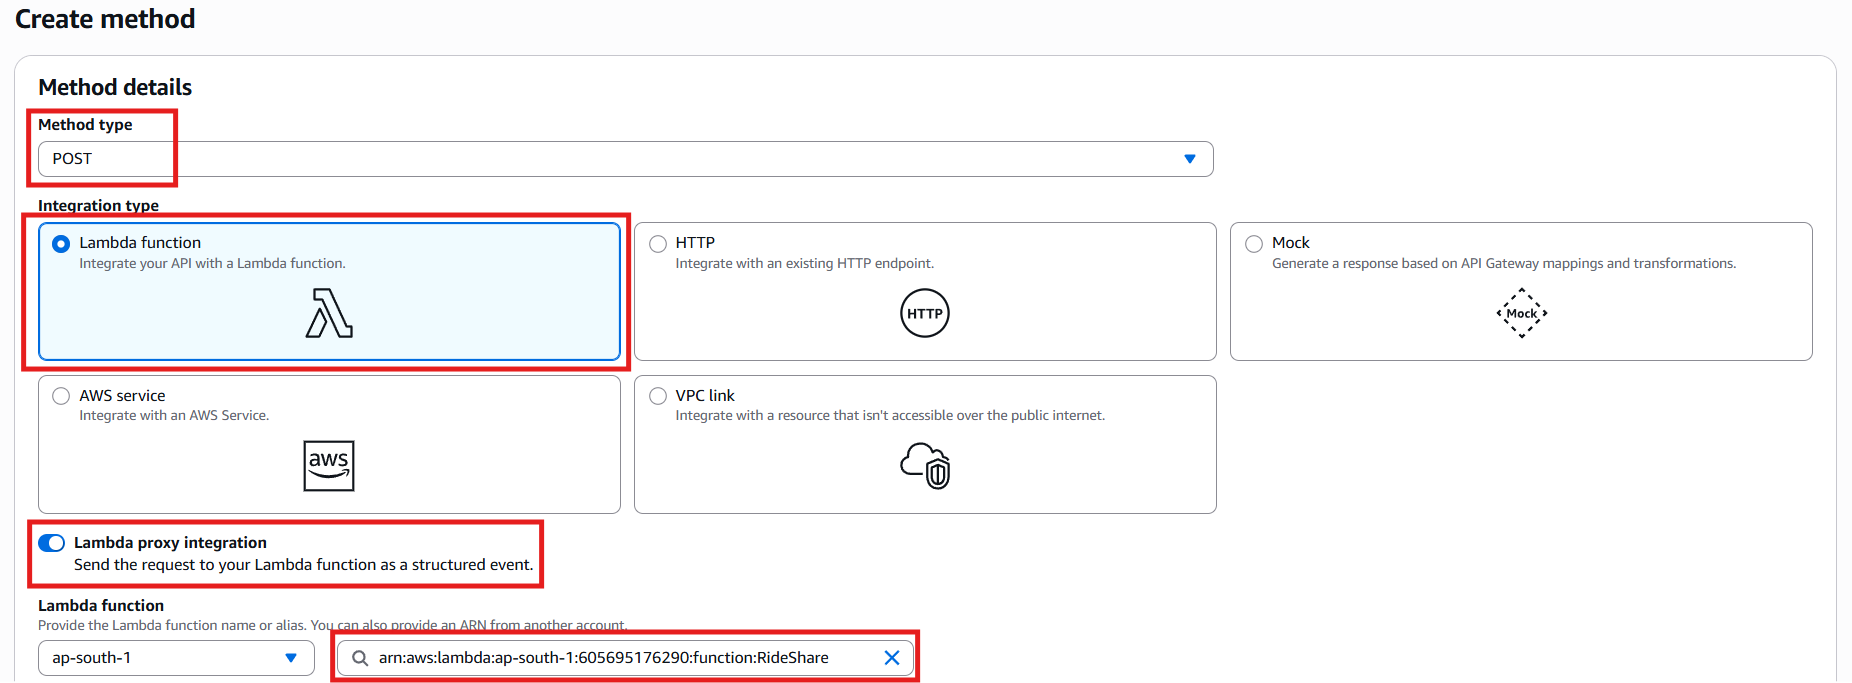 Create method
Method details
Method type
POST
Integration type
Lambda function
Integrate your API with a Lambda function.
HTTP
Integrate with an existing HTTP endpoint.
HTTP
Mock
Generate a response based on API Gateway mappings and transformations.
Mock
AWS service
Integrate with an AWS Service.
aws
VPC link
Integrate with a resource that isn't accessible over the public internet.
Lambda proxy integration
Send the request to your Lambda function as a structured event.
Lambda function
Provide the Lambda function name or alias. You can also provide an ARN from another account.
ap-south-1
arn:aws:lambda:ap-south-1:605695176290:function:RideShare